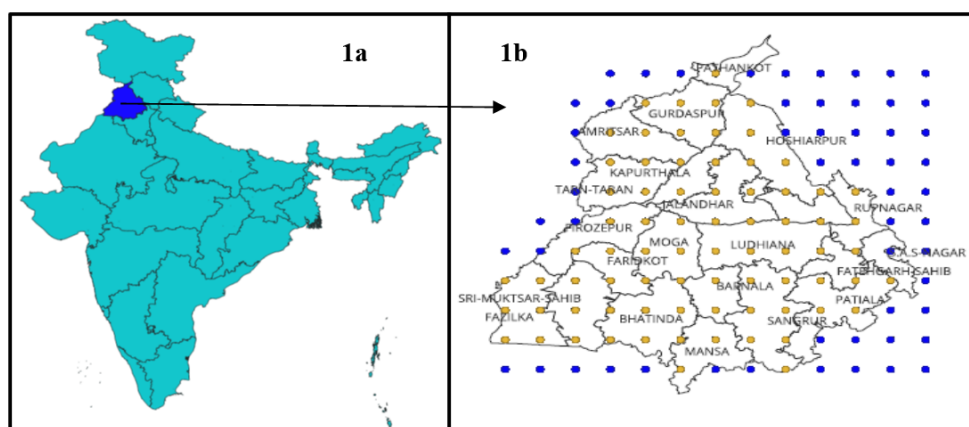 1a
1b
PATHANKOT
GURDASPUR
AMRITSAR
HOSHIARPUR
KAPURTHALA
TARN-TARAN
JALANDHAR
RUPNAGAR
FIROZEPUR
MOGA
LUDHIANA
S.A.S-NAGAR
FARIDKOT
FATEHGARH-SAHIB
BARNALA
SRI-MUKTSAR-SAHIB
PATIALA
FAZILKA
BHATINDA
SANGRUR
MANSA